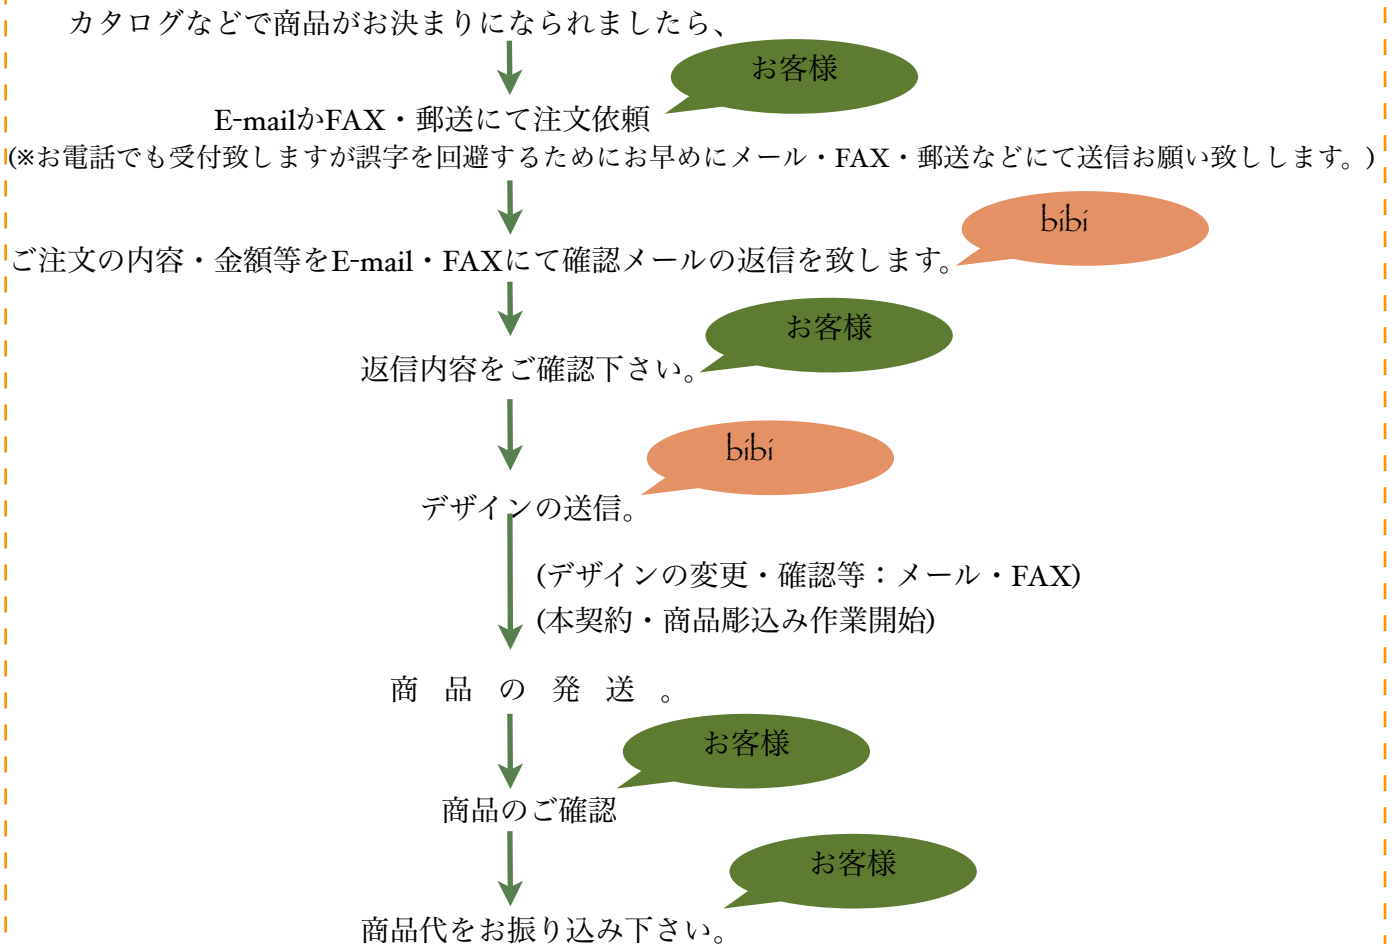 カタログなどで商品がお決まりになられましたら、
お客様
E-mailかFAX・郵送にて注文依頼
(※お電話でも受付致しますが誤字を回避するためにお早めにメール・FAX・郵送などにて送信お願い致しします。)
bibi
ご注文の内容・金額等をE-mail・FAXにて確認メールの返信を致します。
お客様
返信内容をご確認下さい。
bibi
デザインの送信。
(デザインの変更・確認等：メール・FAX)
(本契約・商品彫込み作業開始)
商 品 の 発 送 。
お客様
商品のご確認
お客様
商品代をお振り込み下さい。